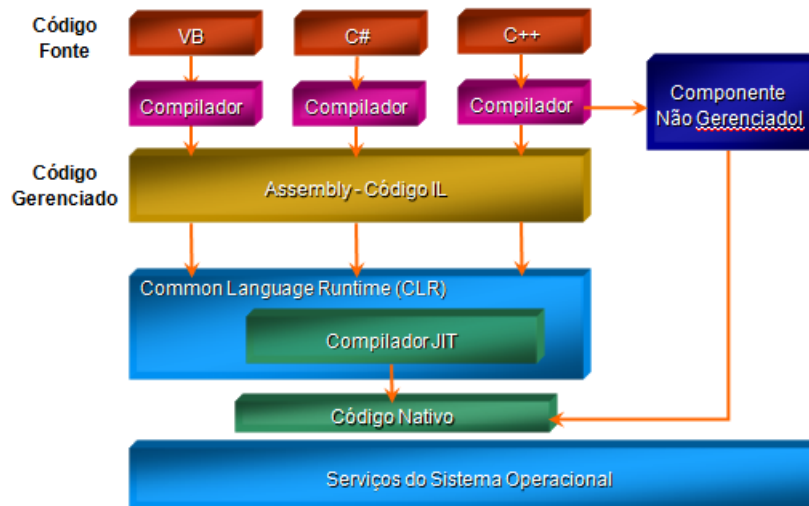 Código
Fonte
VB
C#
C++
Compilador
Compilador
Compilador
Componente
Não Gerenciadol
Código
Gerenciado
Assembly - Código IL
Common Language Runtime (CLR)
Compilador JIT
Código Nativo
Serviços do Sistema Operacional